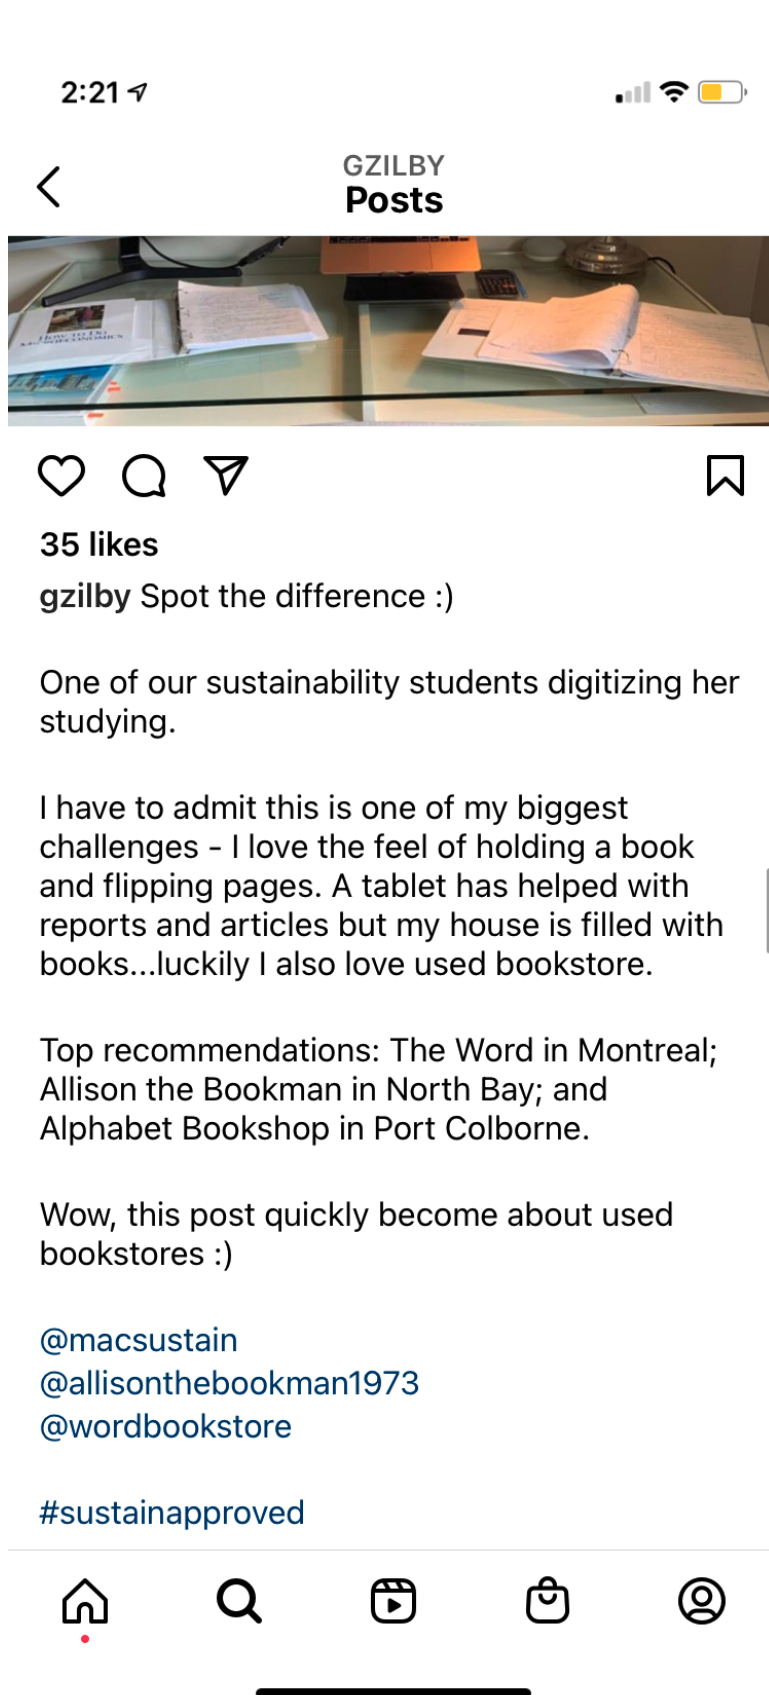 2:21
GZILBY
Posts
How to Do
MICROECONOMICS
35 likes
gzilby Spot the difference :)
One of our sustainability students digitizing her
studying.
I have to admit this is one of my biggest
challenges - I love the feel of holding a book
and flipping pages. A tablet has helped with
reports and articles but my house is filled with
books...luckily I also love used bookstore.
Top recommendations: The Word in Montreal;
Allison the Bookman in North Bay; and
Alphabet Bookshop in Port Colborne.
Wow, this post quickly become about used
bookstores :)
@macsustain
@allisonthebookman1973
@wordbookstore
#sustainapproved